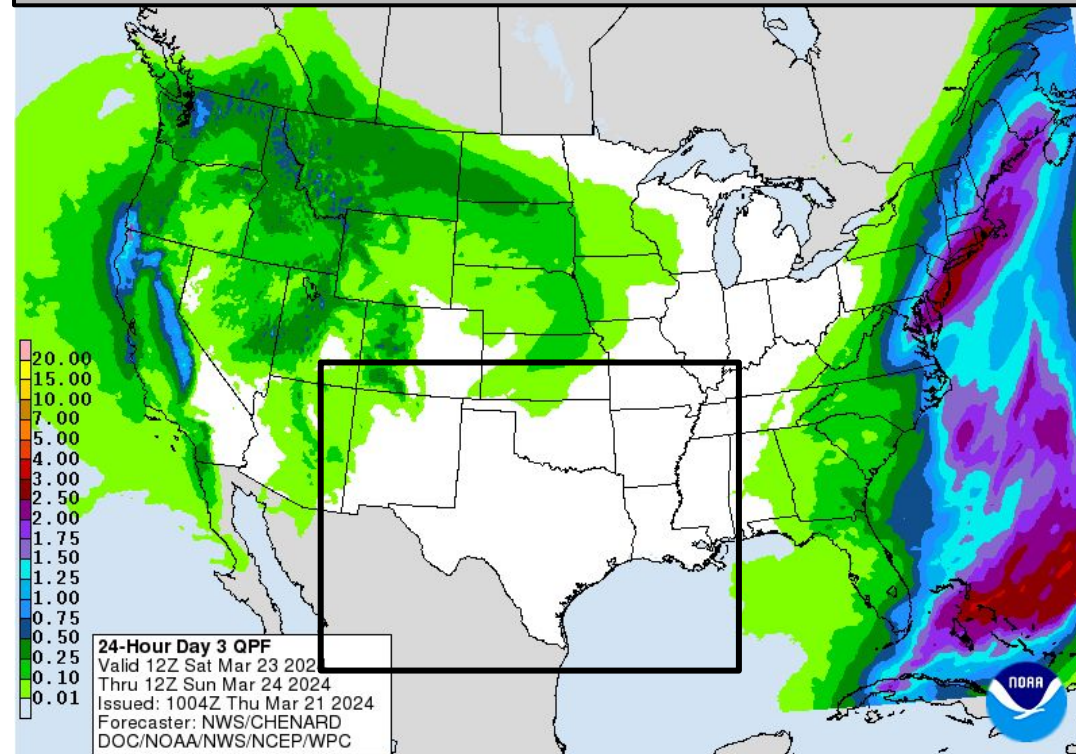 20.00
15.00
10.00
7.00
5.00
4.00
3.00
2.50
2.00
1.75
1.50
1.25
1.00
0.75
0.50
0.25
0.10
0.01
24-Hour Day 3 QPF
Valid 12Z Sat Mar 23 202
Thru 12Z Sun Mar 24 2024
Issued: 1004Z Thu Mar 21 2024
Forecaster: NWS/CHENARD
DOC/NOAA/NWS/NCEP/WPC
NOAA